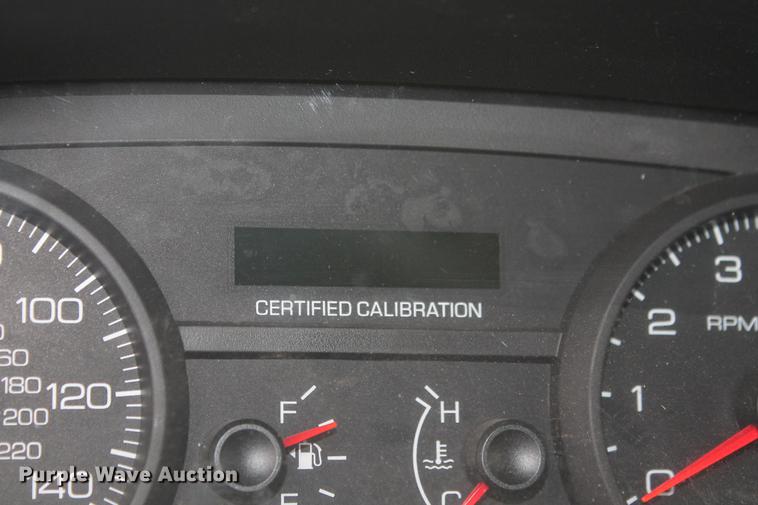 CERTIFIED CALIBRATION
100
120
140
60
180
200
220
F
H
3
2
1
0
RPM
Purple Wave Auction